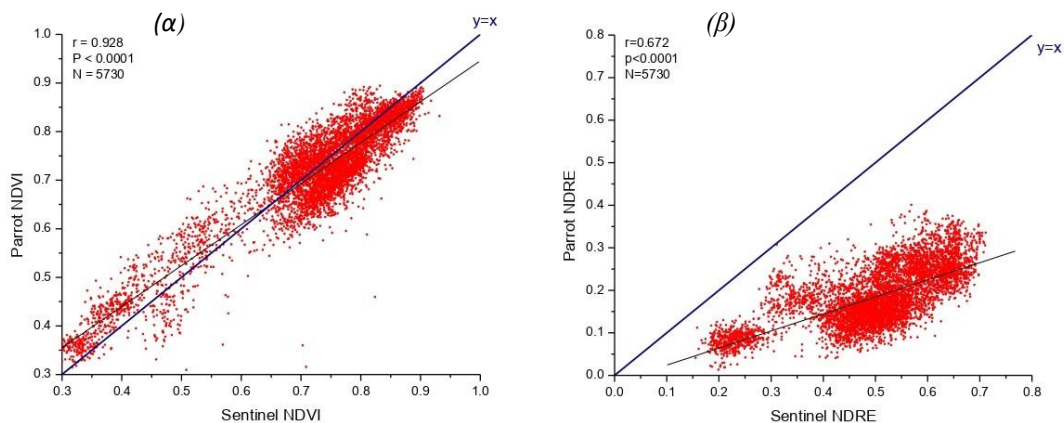 (α)
y=x
r = 0.928
P < 0.0001
N = 5730
1.0
0.9
0.8
0.7
0.6
0.5
0.4
0.3
Parrot NDVI
0.3 0.4 0.5 0.6 0.7 0.8 0.9 1.0
Sentinel NDVI
(β)
y=x
r=0.672
p<0.0001
N=5730
0.8
0.7
0.6
0.5
0.4
0.3
0.2
0.1
0.0
Parrot NDRE
0.0 0.1 0.2 0.3 0.4 0.5 0.6 0.7 0.8
Sentinel NDRE